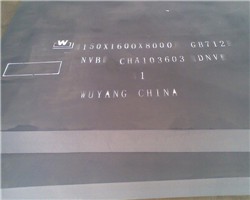 W 150X1600X8000 GB712
NVB CHA103603 DNV
1
WUYANG CHINA